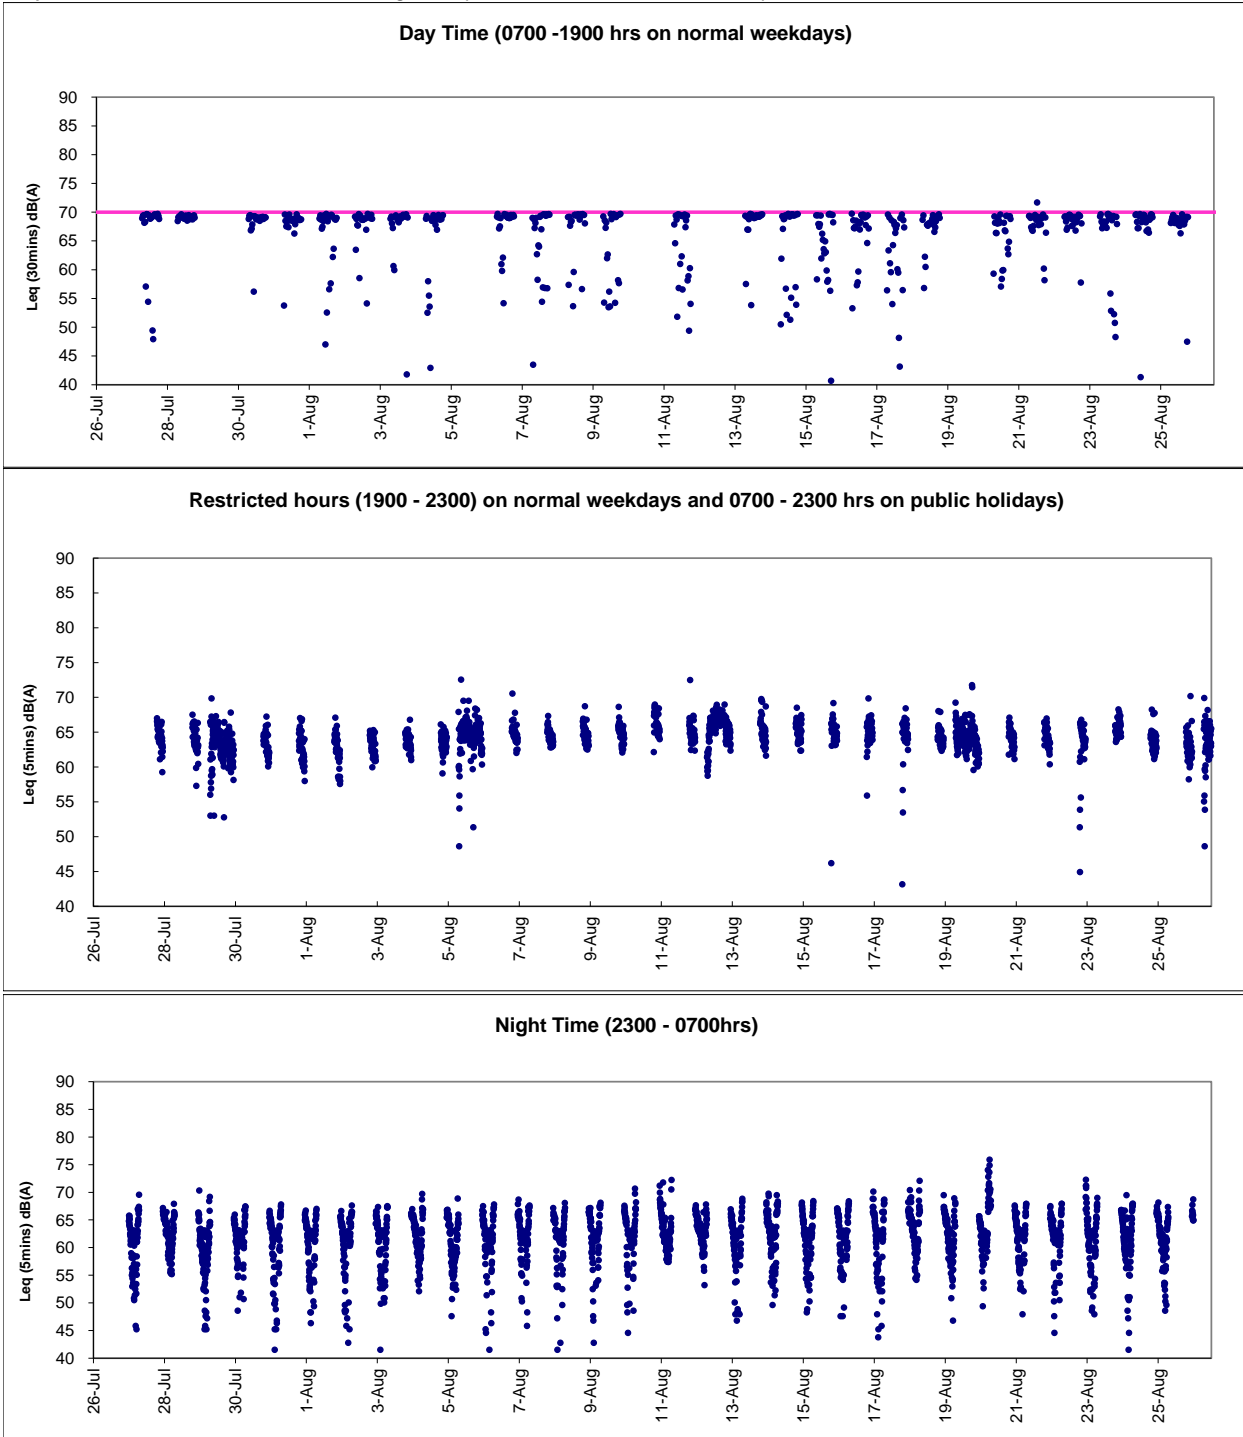 Day Time (0700 -1900 hrs on normal weekdays)
Leq (30mins) dB(A)
90
85
80
75
70
65
60
55
50
45
40
26-Jul
28-Jul
30-Jul
1-Aug
3-Aug
5-Aug
7-Aug
9-Aug
11-Aug
13-Aug
15-Aug
17-Aug
19-Aug
21-Aug
23-Aug
25-Aug
Restricted hours (1900 - 2300) on normal weekdays and 0700 - 2300 hrs on public holidays)
Leq (5mins) dB(A)
90
85
80
75
70
65
60
55
50
45
40
26-Jul
28-Jul
30-Jul
1-Aug
3-Aug
5-Aug
7-Aug
9-Aug
11-Aug
13-Aug
15-Aug
17-Aug
19-Aug
21-Aug
23-Aug
25-Aug
Night Time (2300 - 0700hrs)
Leq (5mins) dB(A)
90
85
80
75
70
65
60
55
50
45
40
26-Jul
28-Jul
30-Jul
1-Aug
3-Aug
5-Aug
7-Aug
9-Aug
11-Aug
13-Aug
15-Aug
17-Aug
19-Aug
21-Aug
23-Aug
25-Aug